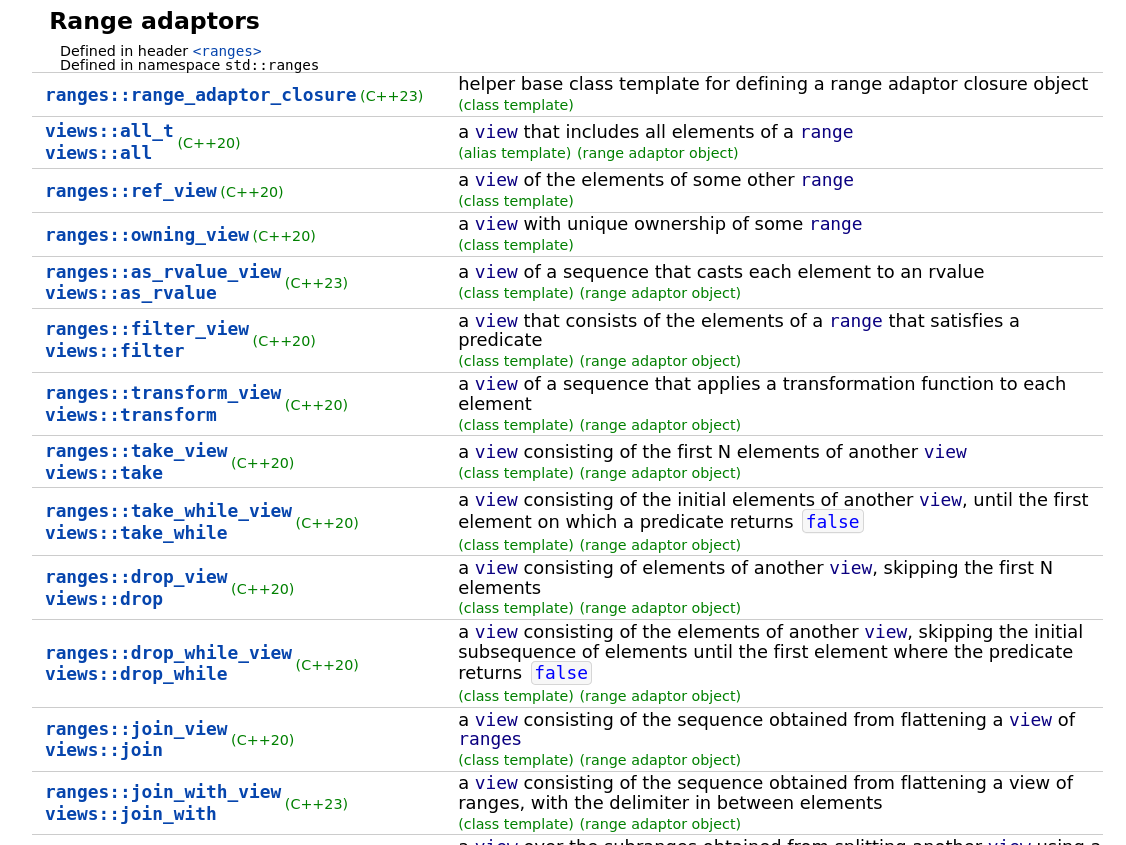 Range adaptors
Defined in header <ranges>
Defined in namespace std::ranges
ranges::range_adaptor_closure (C++23)
helper base class template for defining a range adaptor closure object
(class template)
views::all_t
views::all
(C++20)
a view that includes all elements of a range
(alias template) (range adaptor object)
ranges::ref_view (C++20)
a view of the elements of some other range
(class template)
ranges::owning_view (C++20)
a view with unique ownership of some range
(class template)
ranges::as_rvalue_view
views::as_rvalue
(C++23)
a view of a sequence that casts each element to an rvalue
(class template) (range adaptor object)
ranges::filter_view
views::filter
(C++20)
a view that consists of the elements of a range that satisfies a
predicate
(class template) (range adaptor object)
ranges::transform_view
views::transform
(C++20)
a view of a sequence that applies a transformation function to each
element
(class template) (range adaptor object)
ranges::take_view
views::take
(C++20)
a view consisting of the first N elements of another view
(class template) (range adaptor object)
ranges::take_while_view
views::take_while
(C++20)
a view consisting of the initial elements of another view, until the first
element on which a predicate returns false
(class template) (range adaptor object)
ranges::drop_view
views::drop
(C++20)
a view consisting of elements of another view, skipping the first N
elements
(class template) (range adaptor object)
ranges::drop_while_view
views::drop_while
(C++20)
a view consisting of the elements of another view, skipping the initial
subsequence of elements until the first element where the predicate
returns false
(class template) (range adaptor object)
ranges::join_view
views::join
(C++20)
a view consisting of the sequence obtained from flattening a view of
ranges
(class template) (range adaptor object)
ranges::join_with_view
views::join_with
(C++23)
a view consisting of the sequence obtained from flattening a view of
ranges, with the delimiter in between elements
(class template) (range adaptor object)
a view over the subranges obtained from splitting another view using a